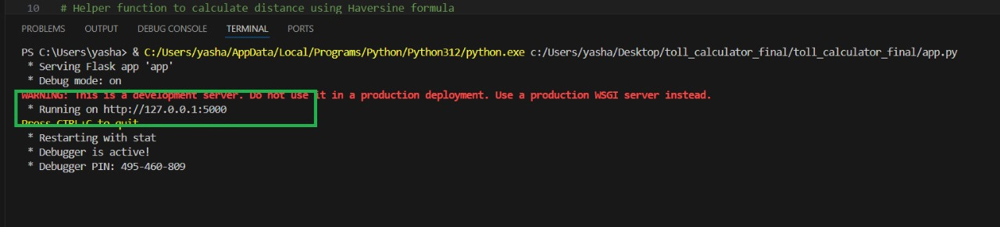 10 # Helper function to calculate distance using Haversine formula
PROBLEMS OUTPUT DEBUG CONSOLE TERMINAL PORTS
PS C:\Users\yasha> & C:/Users/yasha/AppData/Local/Programs/Python/Python312/python.exe c:/Users/yasha/Desktop/toll_calculator_final/toll_calculator_final/app.py
* Serving Flask app 'app'
* Debug mode: on
WARNING: This is a development server. Do not use it in a production deployment. Use a production WSGI server instead.
* Running on http://127.0.0.1:5000
Press CTRL+C to quit
* Restarting with stat
* Debugger is active!
* Debugger PIN: 495-460-809